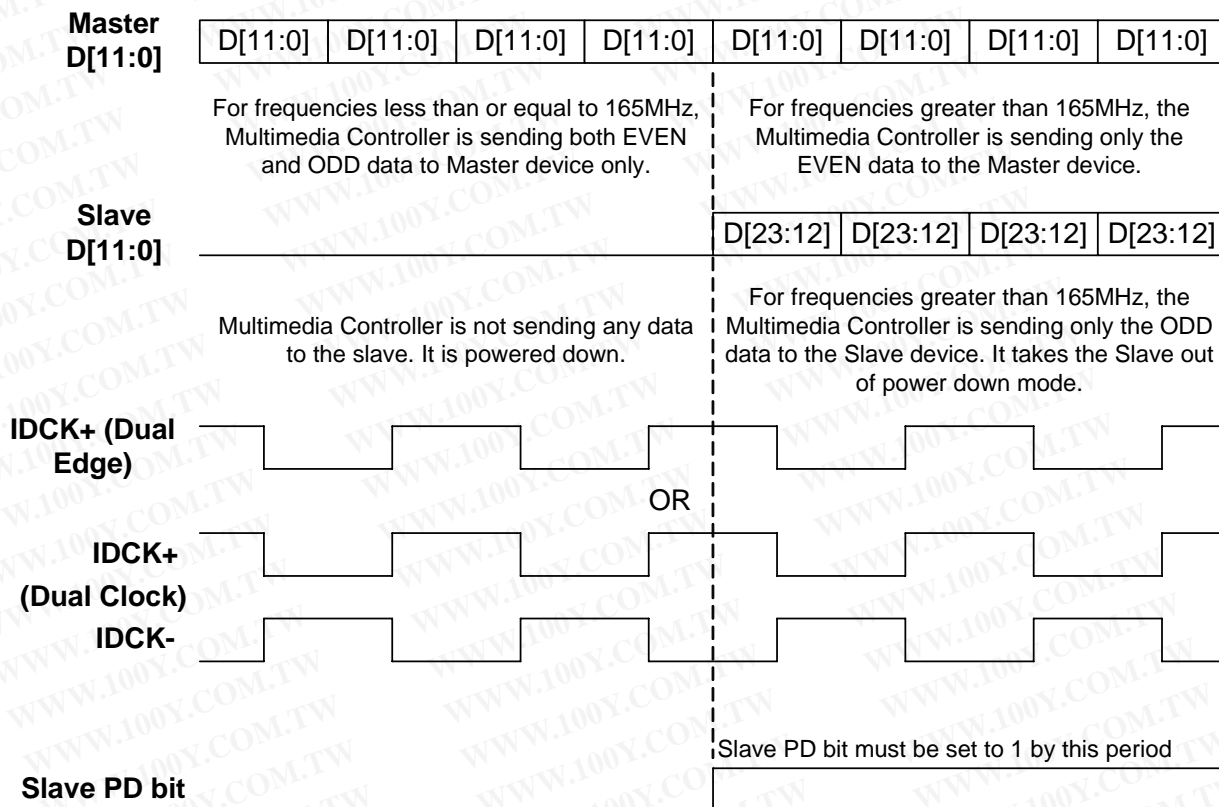 Master
D[11:0]
D[11:0] D[11:0] D[11:0] D[11:0] D[11:0] D[11:0] D[11:0] D[11:0]
For frequencies less than or equal to 165MHz,
Multimedia Controller is sending both EVEN
and ODD data to Master device only.
For frequencies greater than 165MHz, the
Multimedia Controller is sending only the
EVEN data to the Master device.
Slave
D[11:0]
D[23:12] D[23:12] D[23:12] D[23:12]
Multimedia Controller is not sending any data
to the slave. It is powered down.
For frequencies greater than 165MHz, the
Multimedia Controller is sending only the ODD
data to the Slave device. It takes the Slave out
of power down mode.
IDCK+ (Dual
Edge)
OR
IDCK+
(Dual Clock)
IDCK-
Slave PD bit must be set to 1 by this period
Slave PD bit
WWW.100Y.COM.TW